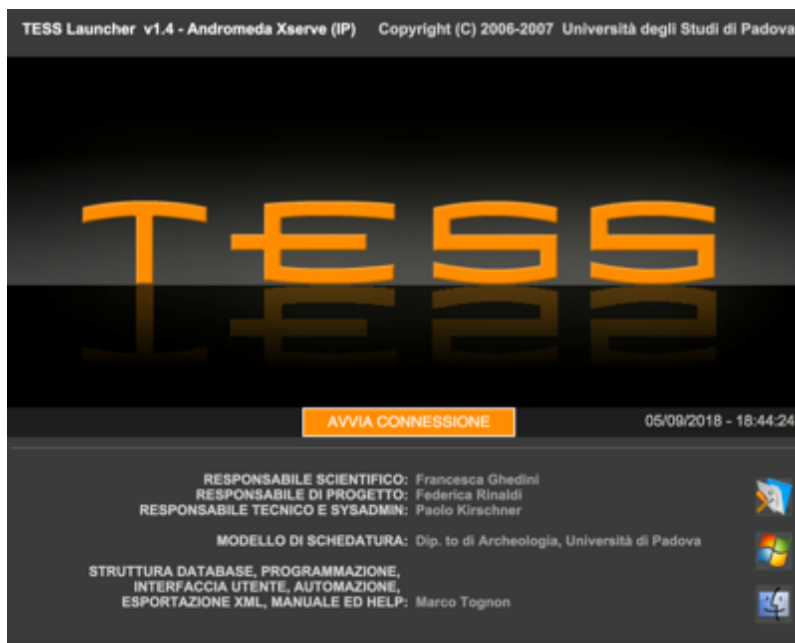 TESS Launcher v1.4 - Andromeda Xserve (IP) Copyright (C) 2006-2007 Università degli Studi di Padova
TESS
AVVIA CONNESSIONE 05/09/2018 - 18:44:24
RESPONSABILE SCIENTIFICO: Francesca Ghedini
RESPONSABILE DI PROGETTO: Federica Rinaldi
RESPONSABILE TECNICO E SYSADMIN: Paolo Kirschner
MODELLO DI SCHEDATURA: Dip. to di Archeologia, Università di Padova
STRUTTURA DATABASE, PROGRAMMAZIONE,
INTERFACCIA UTENTE, AUTOMAZIONE,
ESPORTAZIONE XML, MANUALE ED HELP: Marco Tognon